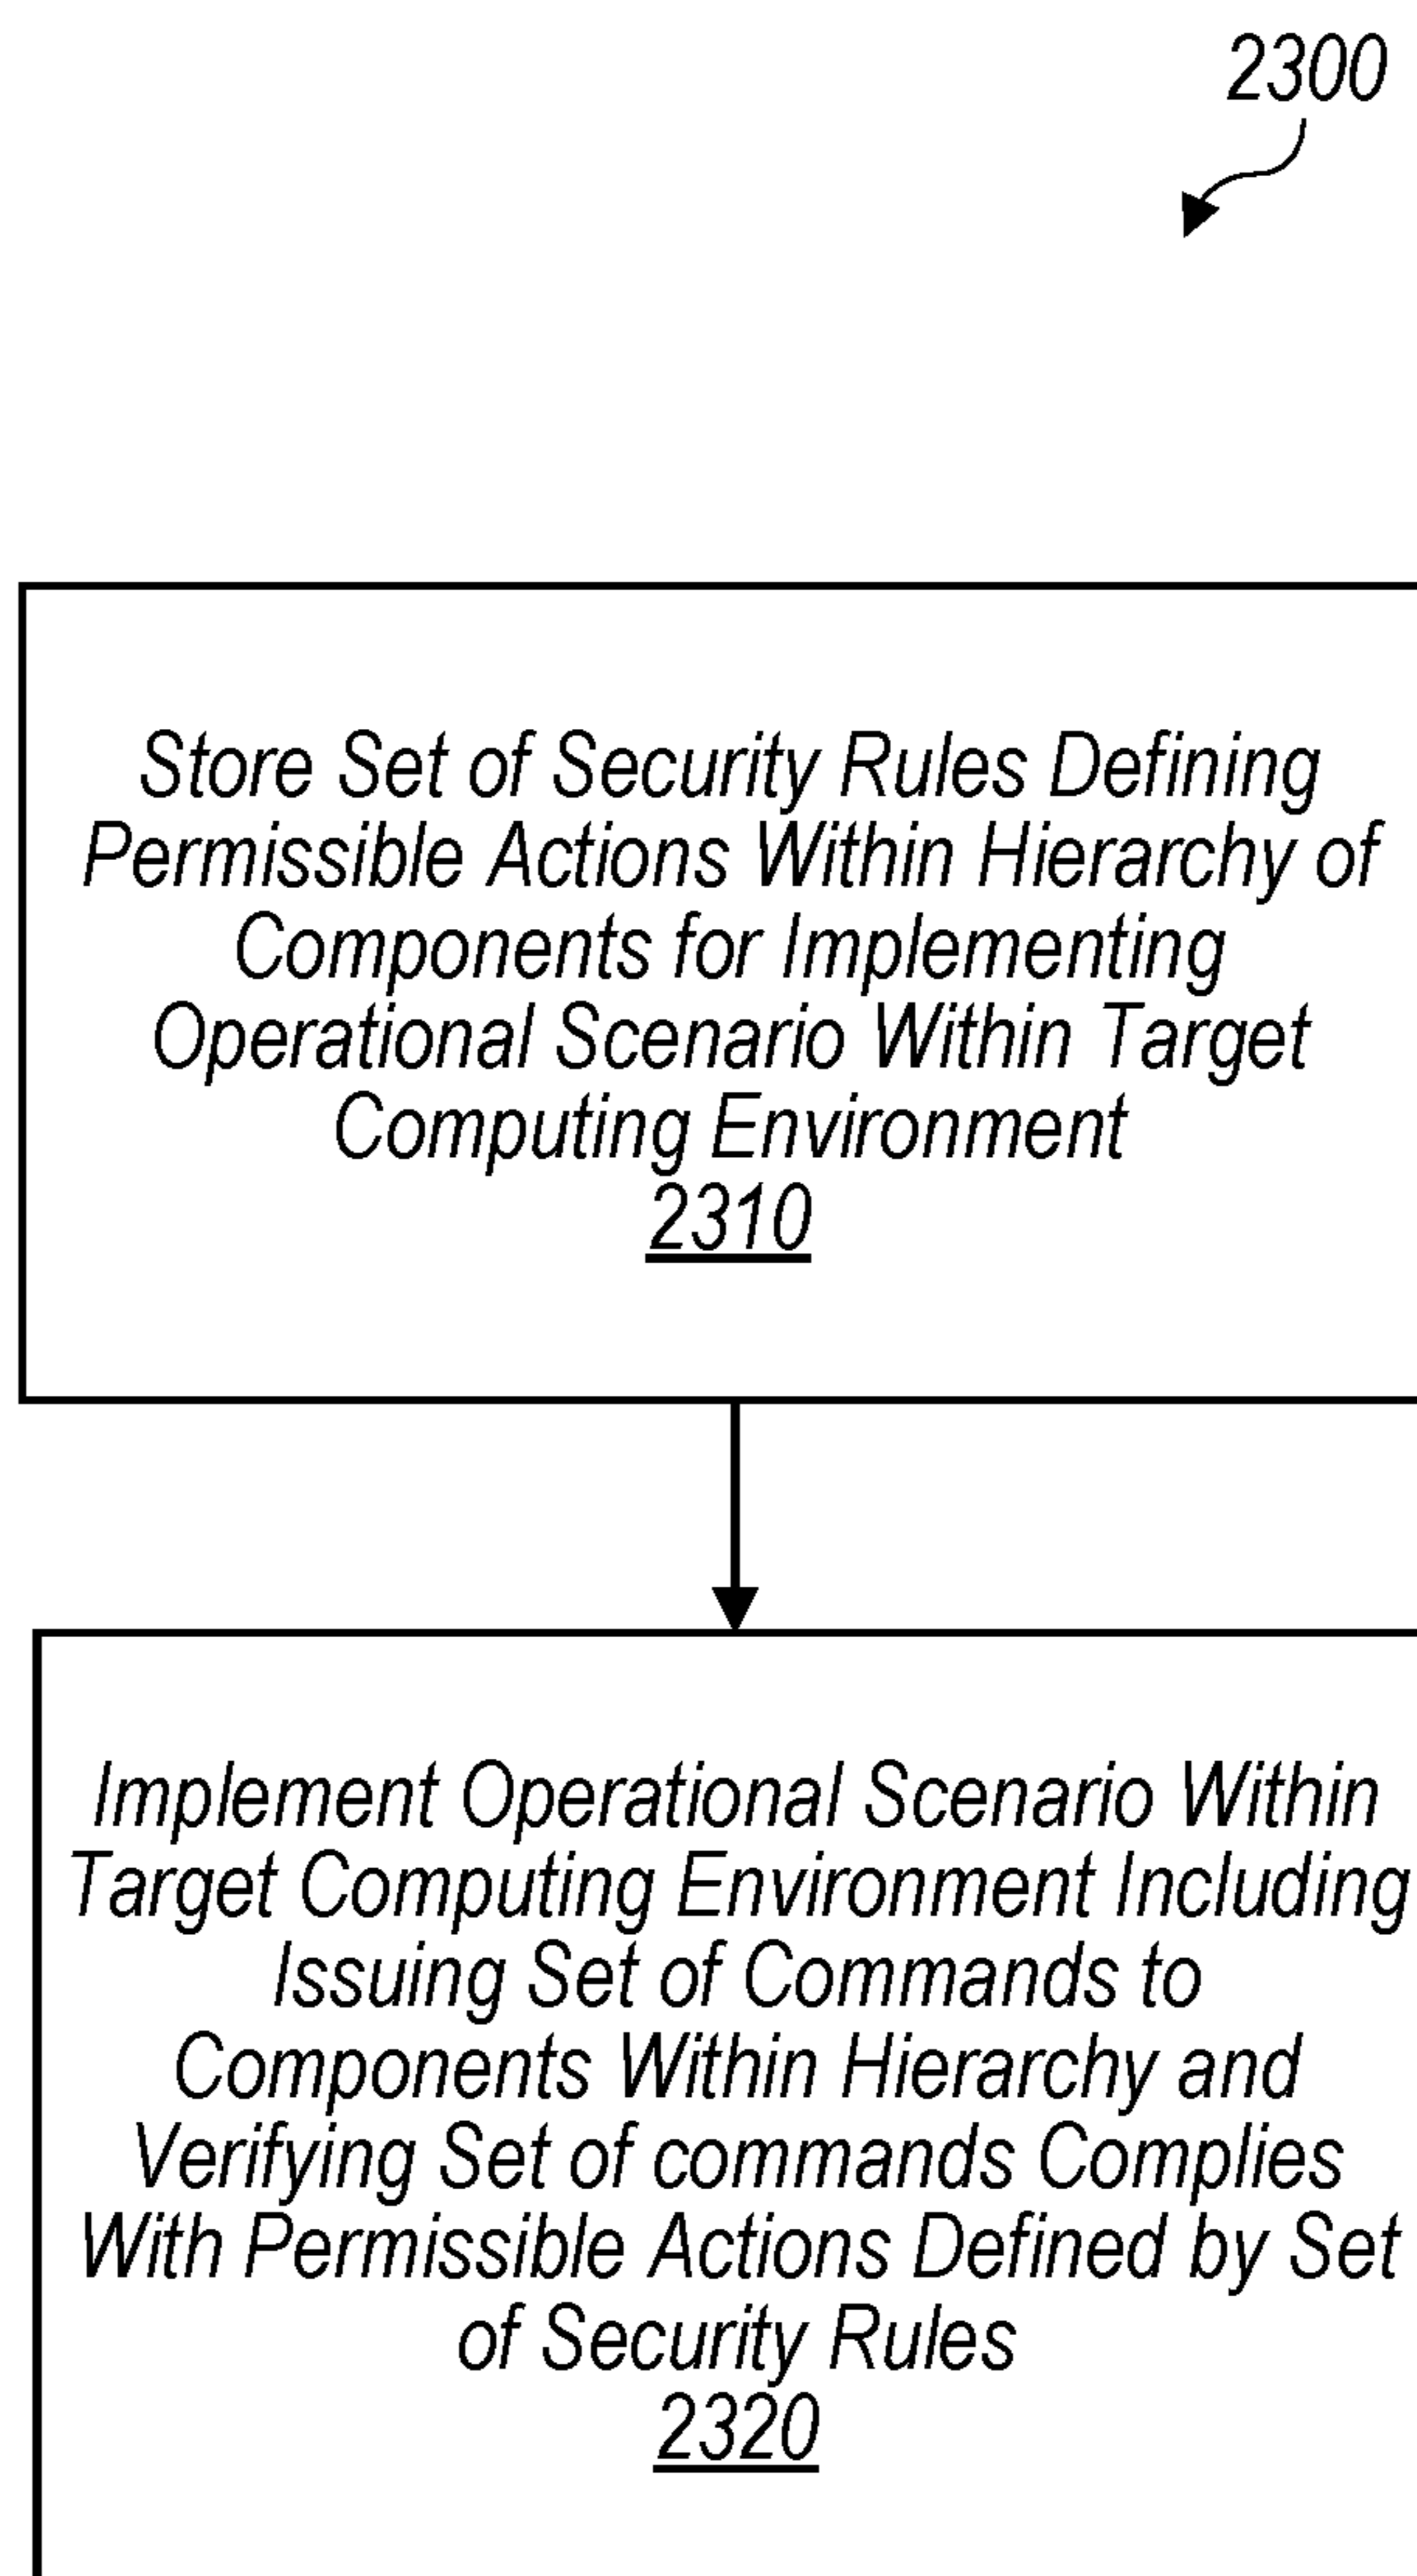 2300
Store Set of Security Rules Defining
Permissible Actions Within Hierarchy of
Components for Implementing
Operational Scenario Within Target
Computing Environment
2310
Implement Operational Scenario Within
Target Computing Environment Including
Issuing Set of Commands to
Components Within Hierarchy and
Verifying Set of commands Complies
With Permissible Actions Defined by Set
of Security Rules
2320